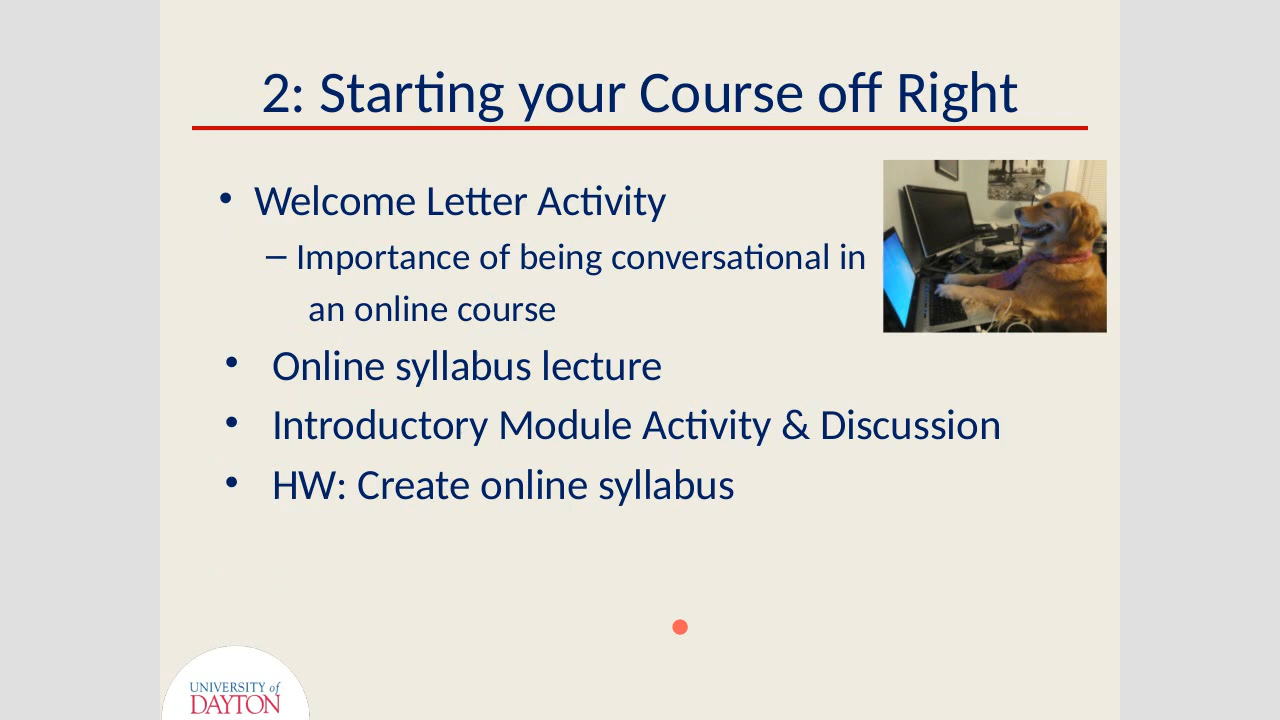 2: Starting your Course off Right
• Welcome Letter Activity
– Importance of being conversational in
an online course
• Online syllabus lecture
• Introductory Module Activity & Discussion
• HW: Create online syllabus
UNIVERSITY of
DAYTON